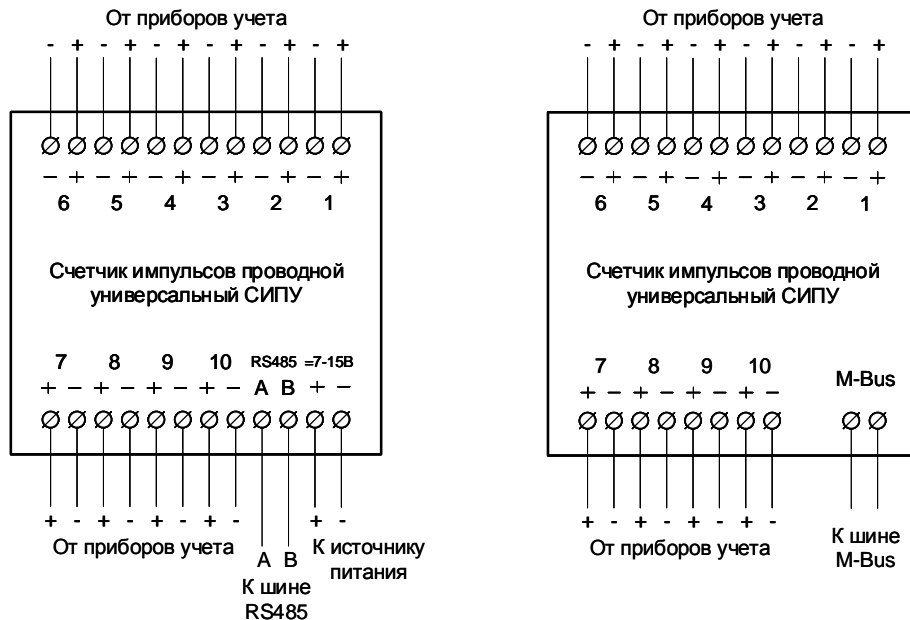 От приборов учета
- + - + - + - + - + - +
− + − + − + − + − + − +
6 5 4 3 2 1
Счетчик импульсов проводной
универсальный СИПУ
7 8 9 10 RS485 =7-15В
+ − + − + − + − A B + −
+ - + - + - + - + -
От приборов учета
A B
К шине
RS485
К источнику
питания
От приборов учета
- + - + - + - + - + - +
− + − + − + − + − + − +
6 5 4 3 2 1
Счетчик импульсов проводной
универсальный СИПУ
7 8 9 10
M-Bus
+ − + − + − + −
+ - + - + - + -
От приборов учета
К шине
M-Bus